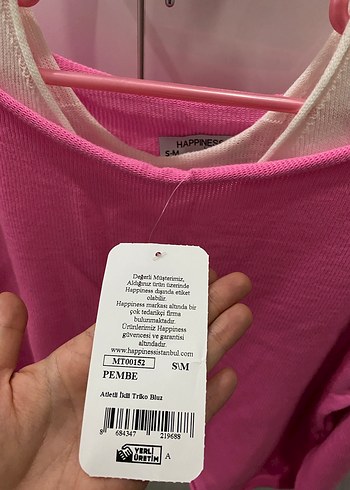 HAPPINESS
S-M
Değerli Müşterimiz,
Aldığınız ürün üzerinde
Happiness dışında etiket
olabilir.
Happiness markası altında bir
çok tedarikçi firma
bulunmaktadır.
Ürünlerimiz Happiness
güvencesi ve garantisi
altındadır.
www.happinessistanbul.com
MT00152 S\M
PEMBE
Atletli İkili Triko Bluz
8 684347 219688
YERLİ
ÜRETİM A